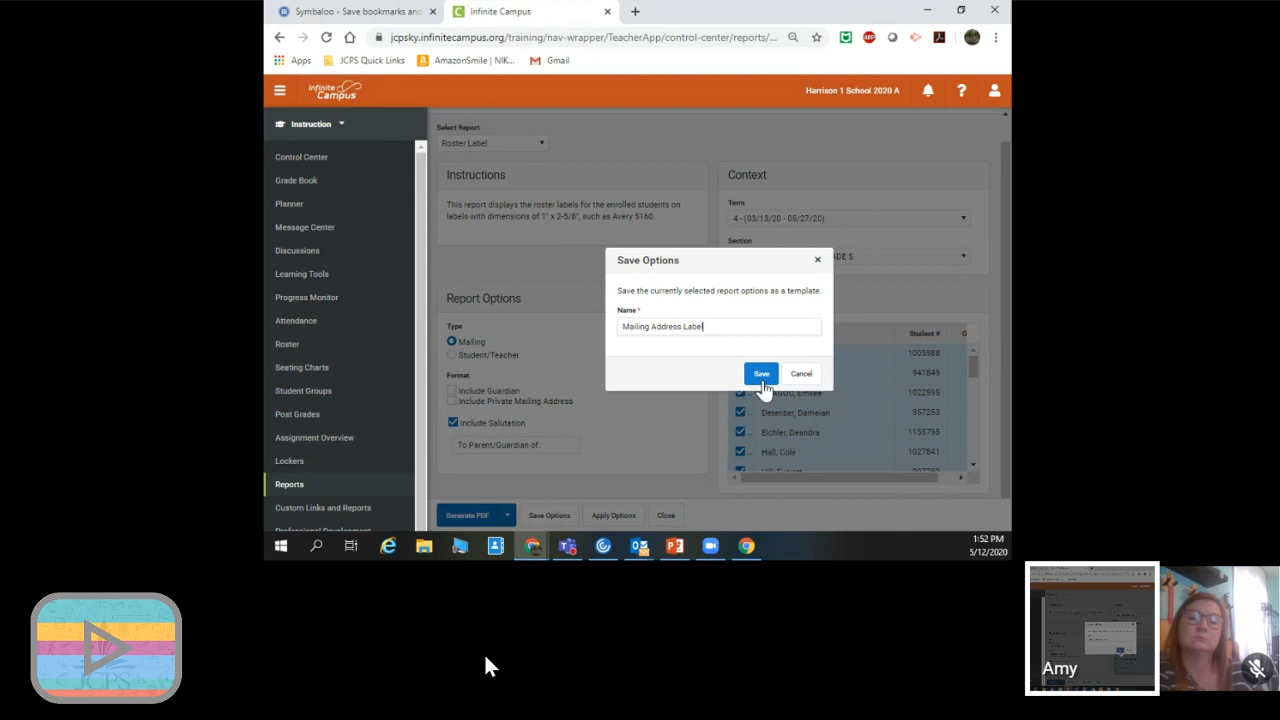 Symbaloo - Save bookmarks and
Infinite Campus
jcpsky.infinitecampus.org/training/nav-wrapper/TeacherApp/control-center/reports/...
Apps
JCPS Quick Links
AmazonSmile | NIK...
Gmail
Infinite Campus
Harrison 1 School 2020 A
Instruction
Control Center
Grade Book
Planner
Message Center
Discussions
Learning Tools
Progress Monitor
Attendance
Roster
Seating Charts
Student Groups
Post Grades
Assignment Overview
Lockers
Reports
Custom Links and Reports
Professional Development
Select Report
Roster Label
Instructions
This report displays the roster labels for the enrolled students on
labels with dimensions of 1" x 2-5/8", such as Avery 5160.
Report Options
Type
Mailing
Student/Teacher
Format
Include Guardian
Include Private Mailing Address
Include Salutation
To Parent/Guardian of:
Context
Term
4 - (03/13/20 - 05/27/20)
Section
ADE 5
Student #
1005988
941849
Emilee 1022595
Detenber, Dameian 957253
Eichler, Deandra 1155795
Hall, Cole 1027841
Save Options
Save the currently selected report options as a template.
Name *
Mailing Address Label
Save
Cancel
Generate PDF
Save Options
Apply Options
Close
1:52 PM
5/12/2020
JCPS
Amy